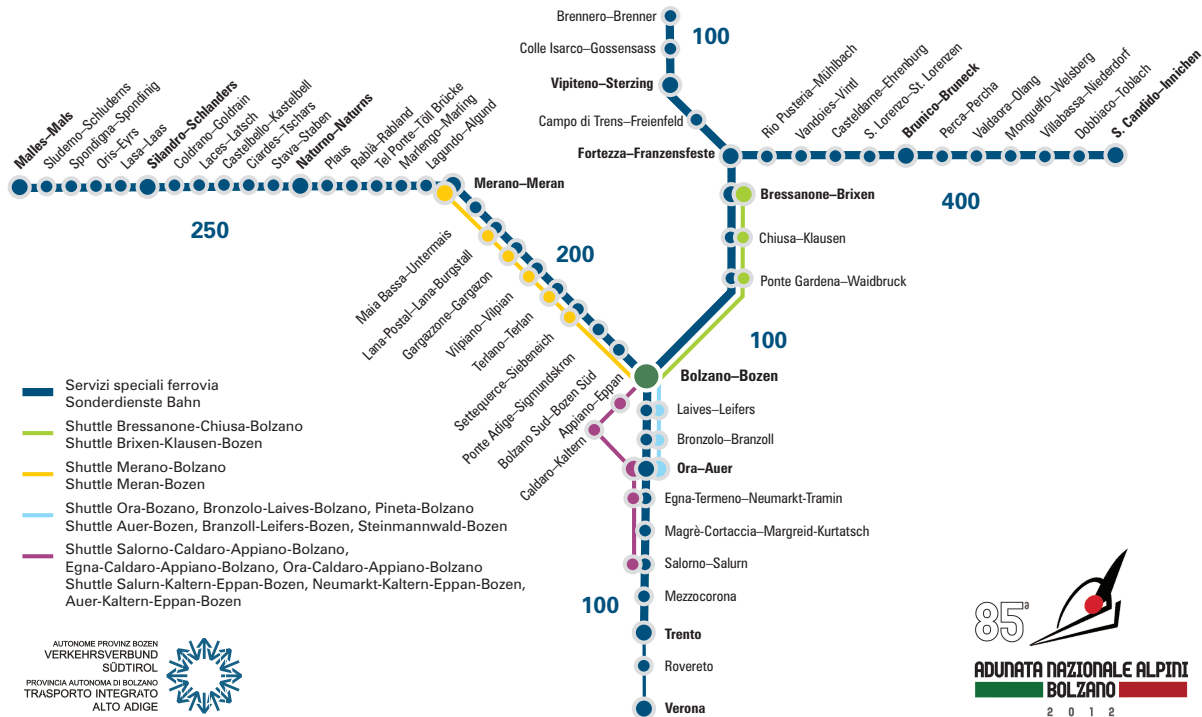 Brennero–Brenner
Colle Isarco–Gossensass
Vipiteno–Sterzing
Campo di Trens–Freienfeld
Fortezza–Franzensfeste
100
Rio Pusteria–Mühlbach
Vandoies–Vintl
Casteldarne–Ehrenburg
S. Lorenzo–St. Lorenzen
Brunico–Bruneck
Perca–Percha
Valdaora–Olang
Monguelfo–Welsberg
Villabassa–Niederdorf
Dobbiaco–Toblach
S. Candido–Innichen
400
Malles–Mals
Studerno–Schluderns
Spondigna–Spondinig
Oris–Eyrs
Lasa–Laas
Silandro–Schlanders
Coldrano–Goldrain
Laces–Latsch
Castelbello–Kastelbell
Ciardes–Tschars
Stava–Staben
Naturno–Naturns
Plaus
Rablà–Rabland
Tel Ponte–Töll Brücke
Marlengo–Marling
Lagundo–Algund
Merano–Meran
250
200
Maia Bassa–Untermais
Lana-Postal–Lana-Burgstall
Gargazzone–Gargazon
Vilpiano–Vilpian
Terlano–Terlan
Settequerce–Siebeneich
Ponte Adige–Sigmundskron
Bolzano Sud–Bozen Süd
Appiano–Eppan
Caldaro–Kaltern
Bressanone–Brixen
Chiusa–Klausen
Ponte Gardena–Waidbruck
100
Bolzano–Bozen
Laives–Leifers
Bronzolo–Branzoll
Ora–Auer
Egna-Termeno–Neumarkt-Tramin
Magrè-Cortaccia–Margreid-Kurtatsch
Salorno–Salurn
Mezzocorona
100
Trento
Rovereto
Verona
Servizi speciali ferrovia
Sonderdienste Bahn
Shuttle Bressanone-Chiusa-Bolzano
Shuttle Brixen-Klausen-Bozen
Shuttle Merano-Bolzano
Shuttle Meran-Bozen
Shuttle Ora-Bozano, Bronzolo-Laives-Bolzano, Pineta-Bolzano
Shuttle Auer-Bozen, Branzoll-Leifers-Bozen, Steinmannwald-Bozen
Shuttle Salorno-Caldaro-Appiano-Bolzano,
Egna-Caldaro-Appiano-Bolzano, Ora-Caldaro-Appiano-Bolzano
Shuttle Salurn-Kaltern-Eppan-Bozen, Neumarkt-Kaltern-Eppan-Bozen,
Auer-Kaltern-Eppan-Bozen
AUTONOME PROVINZ BOZEN
VERKEHRSVERBUND
SÜDTIROL
PROVINCIA AUTONOMA DI BOLZANO
TRASPORTO INTEGRATO
ALTO ADIGE
85ª
ADUNATA NAZIONALE ALPINI
BOLZANO
2 0 1 2